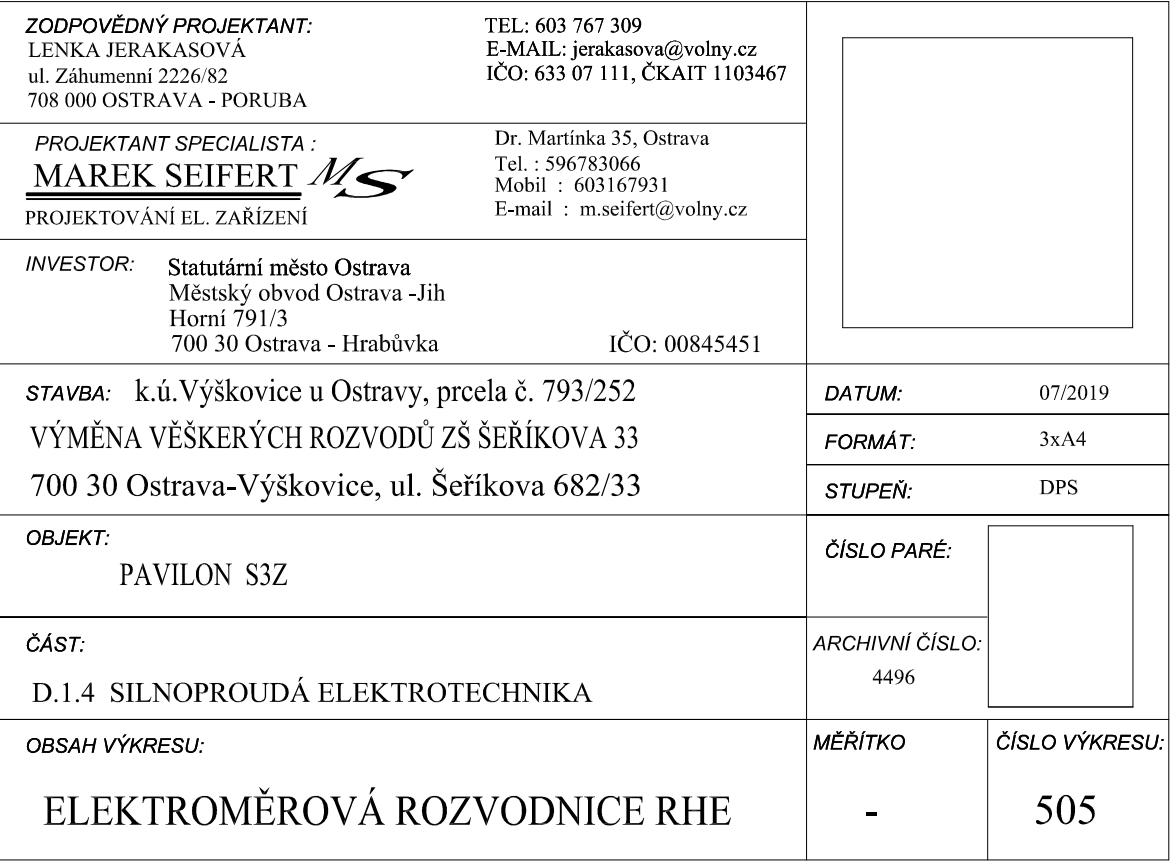 ZODPOVĚDNÝ PROJEKTANT:
LENKA JERAKASOVÁ
ul. Záhumenní 2226/82
708 000 OSTRAVA - PORUBA
TEL: 603 767 309
E-MAIL: jerakasova@volny.cz
IČO: 633 07 111, ČKAIT 1103467
PROJEKTANT SPECIALISTA :
MAREK SEIFERT MS
PROJEKTOVÁNÍ EL. ZAŘÍZENÍ
Dr. Martínka 35, Ostrava
Tel. : 596783066
Mobil : 603167931
E-mail : m.seifert@volny.cz
INVESTOR: Statutární město Ostrava
Městský obvod Ostrava -Jih
Horní 791/3
700 30 Ostrava - Hrabůvka IČO: 00845451
STAVBA: k.ú.Výškovice u Ostravy, prcela č. 793/252
VÝMĚNA VĚŠKERÝCH ROZVODŮ ZŠ ŠEŘÍKOVA 33
700 30 Ostrava-Výškovice, ul. Šeříkova 682/33
DATUM: 07/2019
FORMÁT: 3xA4
STUPEŇ: DPS
OBJEKT:
PAVILON S3Z
ČÍSLO PARÉ:
ČÁST:
D.1.4 SILNOPROUDÁ ELEKTROTECHNIKA
ARCHIVNÍ ČÍSLO:
4496
OBSAH VÝKRESU:
ELEKTROMĚROVÁ ROZVODNICE RHE
MĚŘÍTKO
-
ČÍSLO VÝKRESU:
505